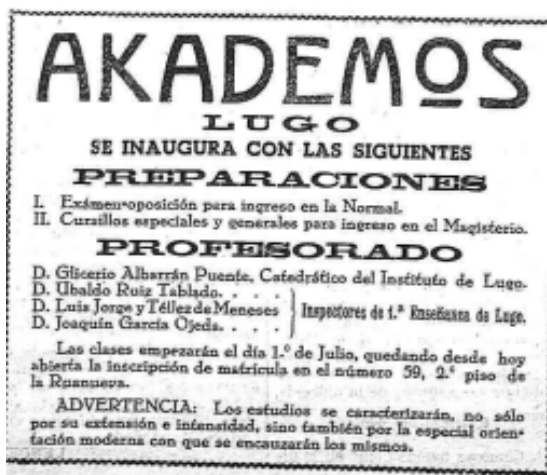 AKADEMOS
LUGO
SE INAUGURA CON LAS SIGUIENTES
PREPARACIONES
I. Exámen-oposición para ingreso en la Normal.
II. Cursillos especiales y generales para ingreso en el Magisterio.
PROFESORADO
D. Glicerio Albarrán Puente, Catedrático del Instituto de Lugo.
D. Ubaldo Ruiz Tablado. . . .
D. Luis Jorge y Téllez de Meneses
D. Joaquín García Ojeda. . . .
Inspectores de 1.ª Enseñanza de Lugo.
Las clases empezarán el día 1.º de Julio, quedando desde hoy
abierta la inscripción de matrícula en el número 59, 2.º piso de
la Ruanueva.
ADVERTENCIA: Los estudios se caracterizarán, no sólo
por su extensión e intensidad, sino también por la especial orien-
tación moderna con que se encauzarán los mismos.